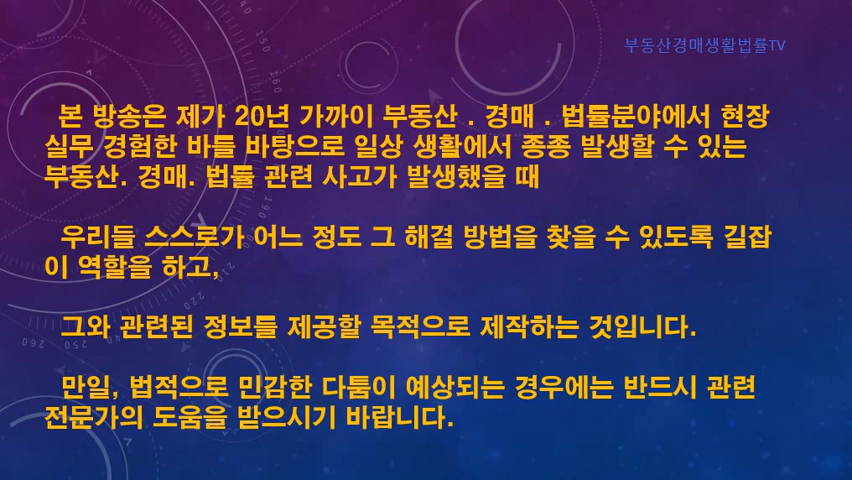 부동산경매생활법률TV
본 방송은 제가 20년 가까이 부동산 . 경매 . 법률분야에서 현장
실무 경험한 바를 바탕으로 일상 생활에서 종종 발생할 수 있는
부동산. 경매. 법률 관련 사고가 발생했을 때
우리들 스스로가 어느 정도 그 해결 방법을 찾을 수 있도록 길잡
이 역할을 하고,
그와 관련된 정보를 제공할 목적으로 제작하는 것입니다.
만일, 법적으로 민감한 다툼이 예상되는 경우에는 반드시 관련
전문가의 도움을 받으시기 바랍니다.
140
150
160
190
210
240
250
260